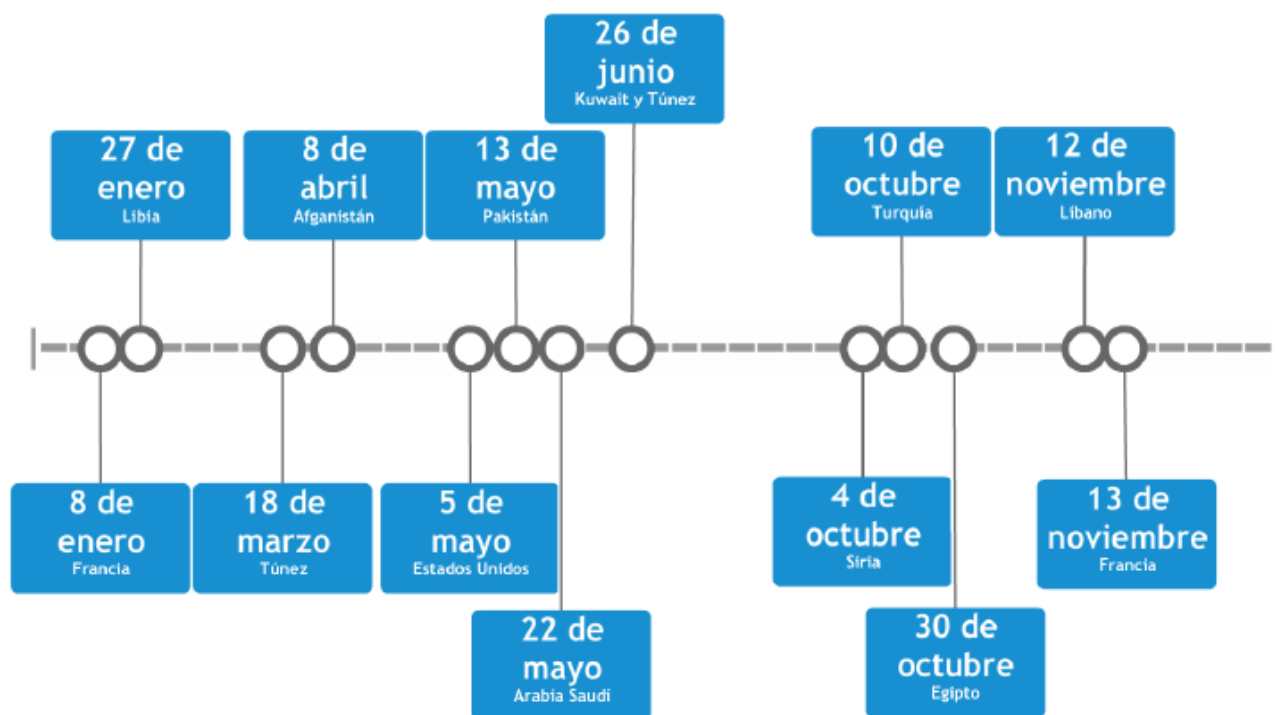 26 de
junio
Kuwait y Túnez
27 de
enero
Libia
8 de
abril
Afganistán
13 de
mayo
Pakistán
10 de
octubre
Turquía
12 de
noviembre
Líbano
8 de
enero
Francia
18 de
marzo
Túnez
5 de
mayo
Estados Unidos
4 de
octubre
Siria
13 de
noviembre
Francia
22 de
mayo
Arabia Saudí
30 de
octubre
Egipto